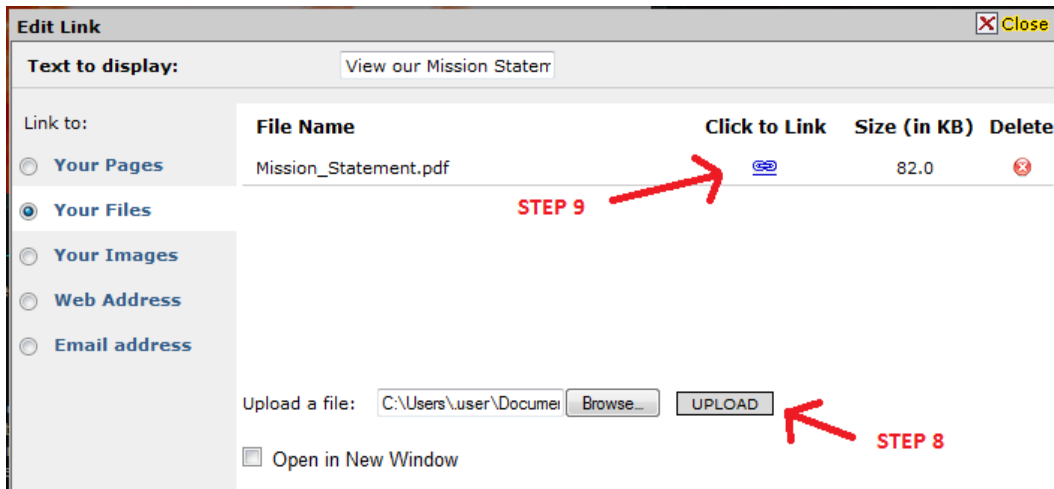 Edit Link
Close
Text to display: View our Mission Statem
Link to:
File Name Click to Link Size (in KB) Delete
Your Pages
Mission_Statement.pdf 82.0
STEP 9
Your Files
Your Images
Web Address
Email address
Upload a file: C:\Users\.user\Documei Browse... UPLOAD
STEP 8
Open in New Window